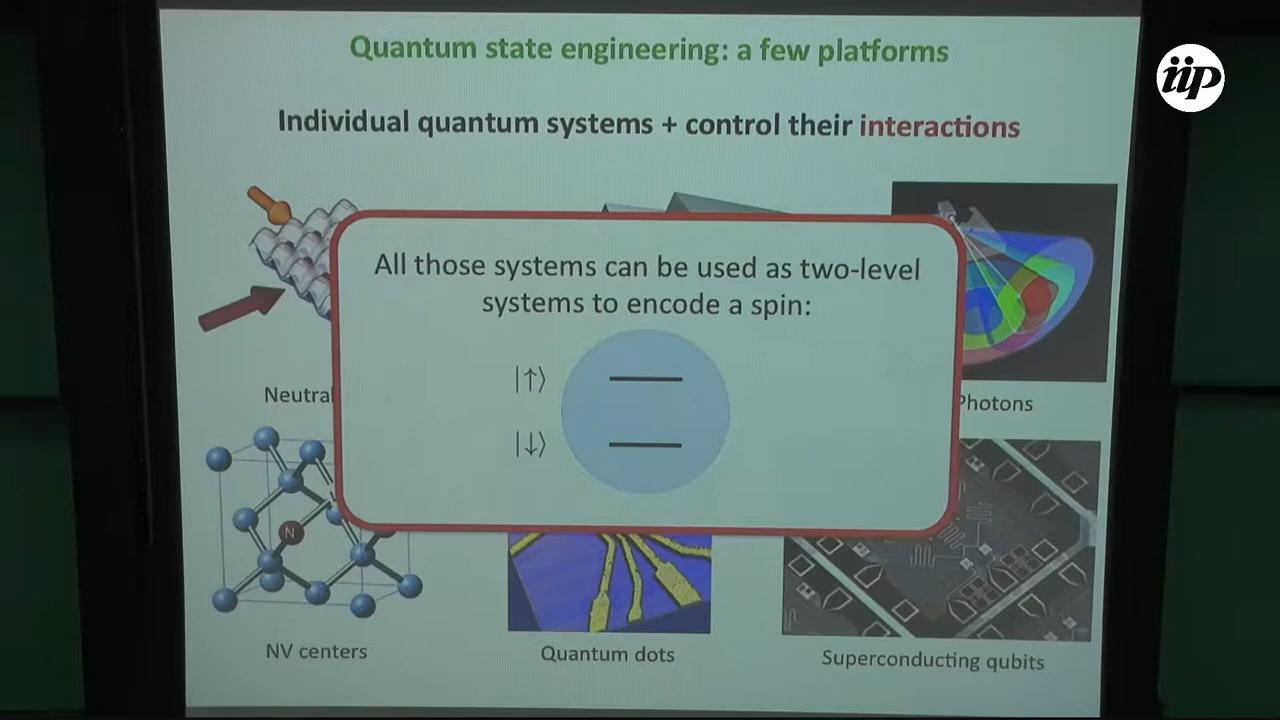 Quantum state engineering: a few platforms
iip
Individual quantum systems + control their interactions
All those systems can be used as two-level
systems to encode a spin:
|↑⟩
|↓⟩
Neutral
Photons
N
NV centers
Quantum dots
Superconducting qubits